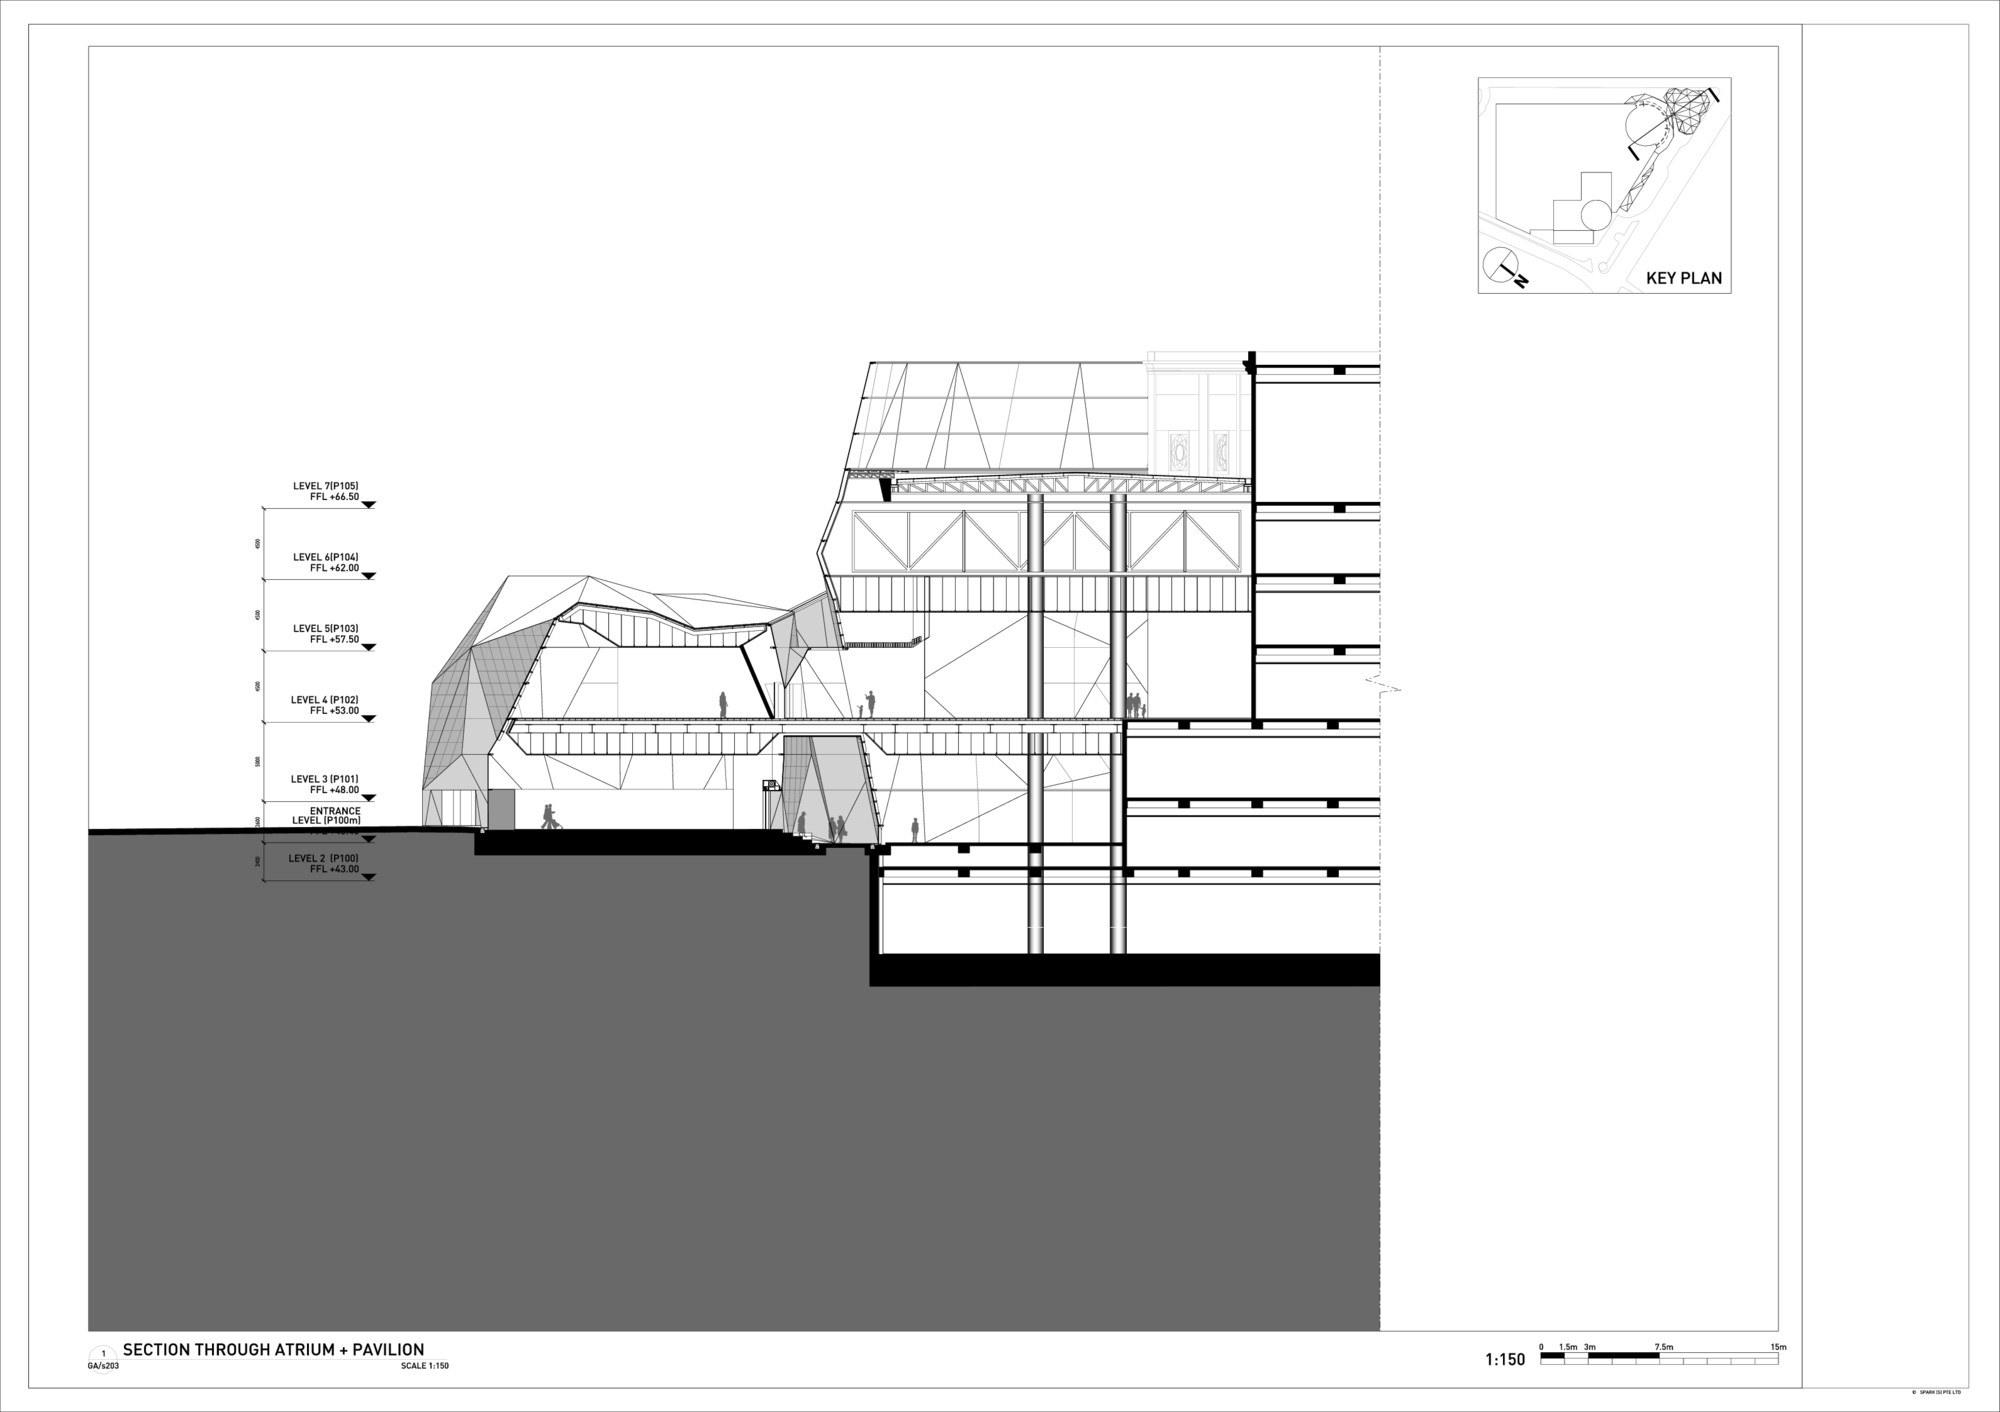 KEY PLAN
N
LEVEL 7(P105)
FFL +66.50
4500
LEVEL 6(P104)
FFL +62.00
4500
LEVEL 5(P103)
FFL +57.50
4500
LEVEL 4 (P102)
FFL +53.00
5000
LEVEL 3 (P101)
FFL +48.00
ENTRANCE
LEVEL (P100m)
2600
LEVEL 2 (P100)
FFL +43.00
2400
1
GA/s203
SECTION THROUGH ATRIUM + PAVILION
SCALE 1:150
1:150
0 1.5m 3m 7.5m 15m
© SPARK (S) PTE LTD